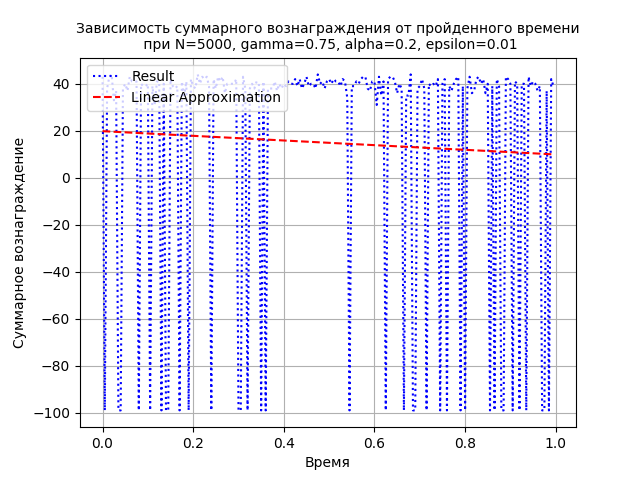 Зависимость суммарного вознаграждения от пройденного времени
при N=5000, gamma=0.75, alpha=0.2, epsilon=0.01
Result
Linear Approximation
Суммарное вознаграждение
40
20
0
−20
−40
−60
−80
−100
0.0
0.2
0.4
0.6
0.8
1.0
Время